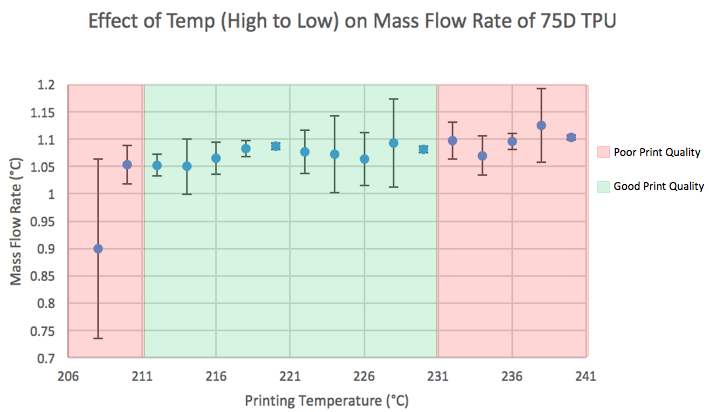 Effect of Temp (High to Low) on Mass Flow Rate of 75D TPU
1.2
1.15
1.1
1.05
1
0.95
0.9
0.85
0.8
0.75
0.7
Mass Flow Rate (°C)
206 211 216 221 226 231 236 241
Printing Temperature (°C)
Poor Print Quality
Good Print Quality